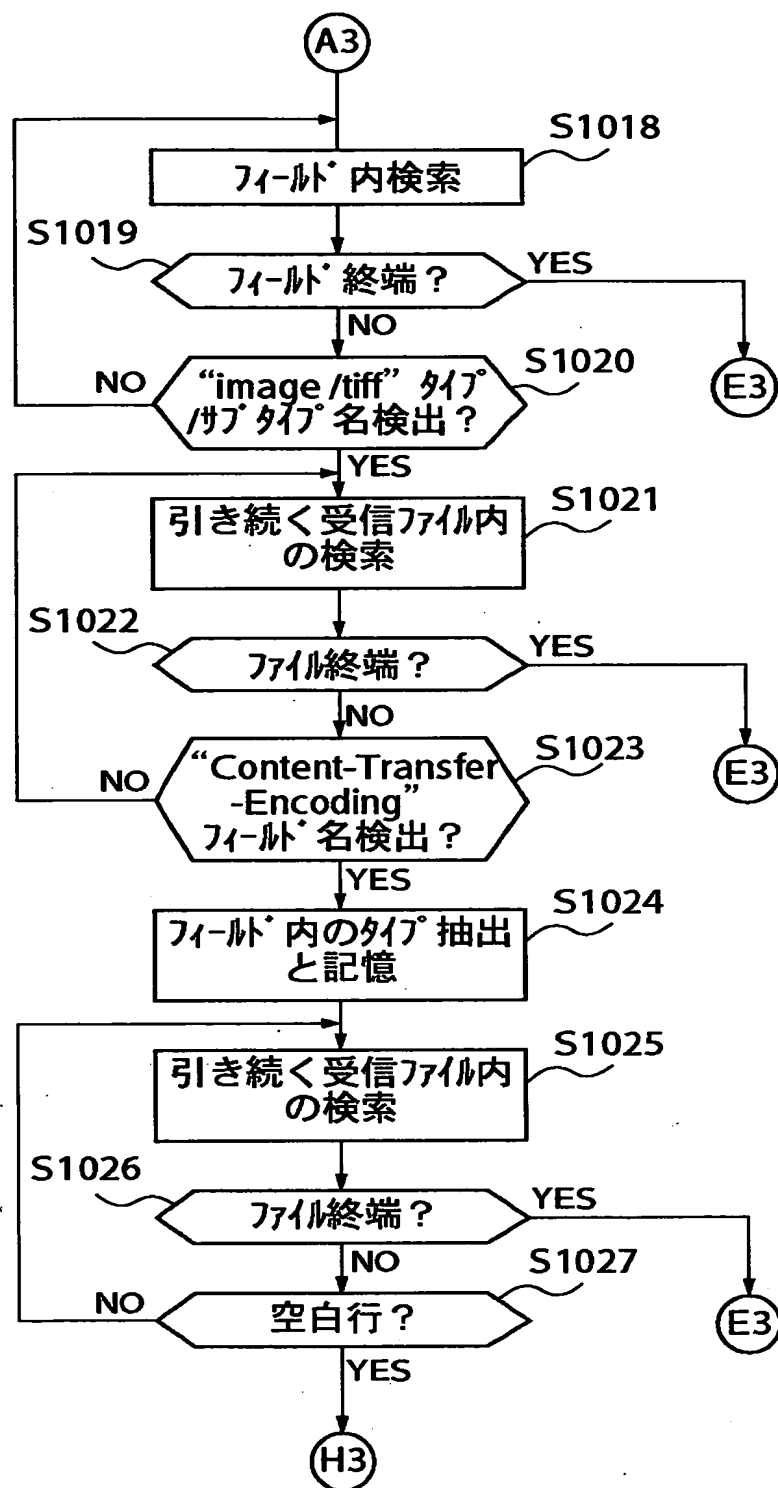 A3
S1018
フィールド内検索
S1019
フィールド終端？
YES
NO
E3
S1020
NO
“image/tiff” タイプ
/サブタイプ名検出？
YES
S1021
引き続く受信ファイル内
の検索
S1022
ファイル終端？
YES
NO
E3
S1023
NO
“Content-Transfer
-Encoding”
フィールド名検出？
YES
S1024
フィールド内のタイプ抽出
と記憶
S1025
引き続く受信ファイル内
の検索
S1026
ファイル終端？
YES
NO
E3
S1027
NO
空白行？
YES
H3